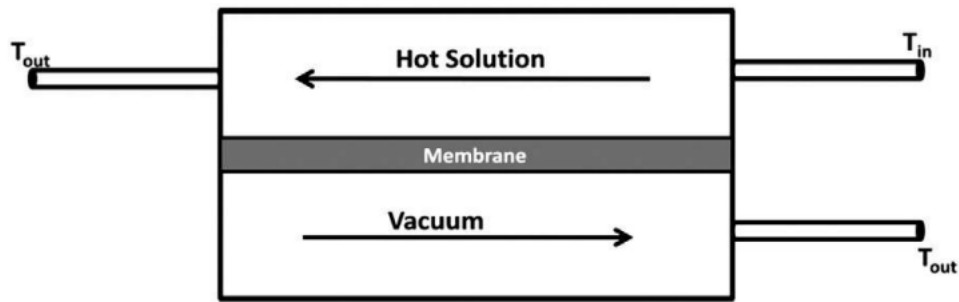 T_out
Hot Solution
T_in
Membrane
Vacuum
T_out